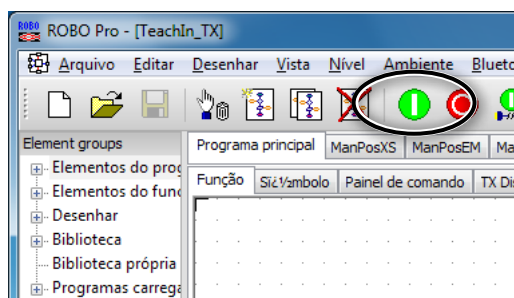 ROBO ROBO Pro - [TeachIn_TX]
Arquivo Editar Desenhar Vista Nível Ambiente Blueto
Element groups
Programa principal ManPosXS ManPosEM Ma
Função Sï¿½mbolo Painel de comando TX Dis
Elementos do prog
Elementos do func
Desenhar
Biblioteca
Biblioteca própria
Programas carrega